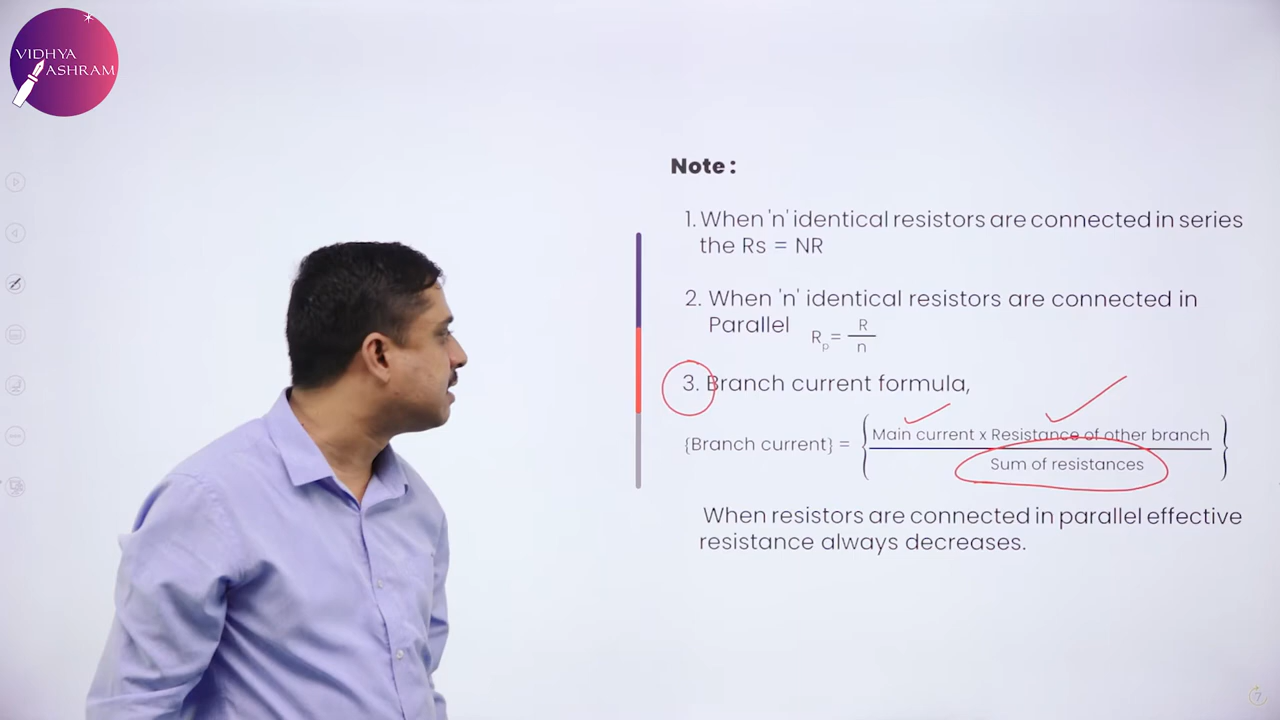 VIDHYA
ASHRAM
Note :
1. When 'n' identical resistors are connected in series
the Rs = NR
2. When 'n' identical resistors are connected in
Parallel Rp = R/n
3. Branch current formula,
{Branch current} = { Main current x Resistance of other branch / Sum of resistances }
When resistors are connected in parallel effective
resistance always decreases.
7